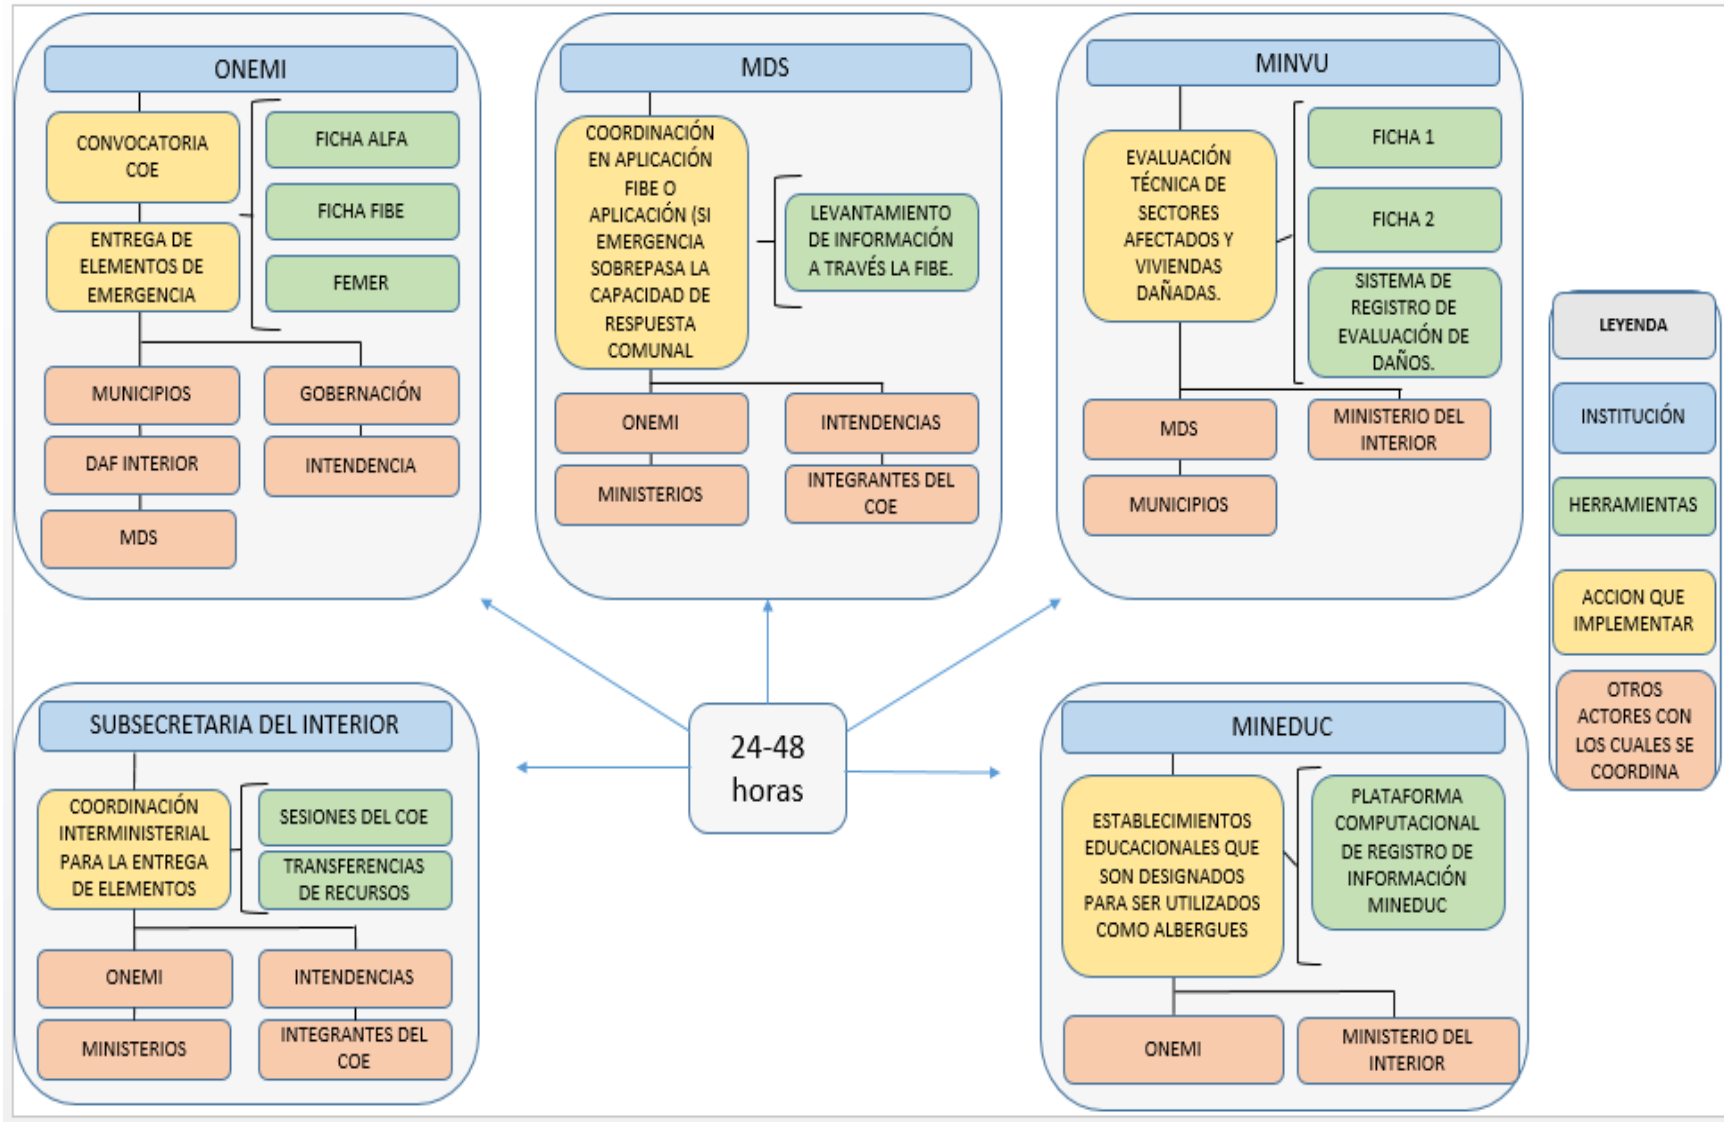 ONEMI
CONVOCATORIA
COE
ENTREGA DE
ELEMENTOS DE
EMERGENCIA
FICHA ALFA
FICHA FIBE
FEMER
MUNICIPIOS
GOBERNACIÓN
DAF INTERIOR
INTENDENCIA
MDS
MDS
COORDINACIÓN
EN APLICACIÓN
FIBE O
APLICACIÓN (SI
EMERGENCIA
SOBREPASA LA
CAPACIDAD DE
RESPUESTA
COMUNAL
LEVANTAMIENTO
DE INFORMACIÓN
A TRAVÉS LA FIBE.
ONEMI
INTENDENCIAS
MINISTERIOS
INTEGRANTES DEL
COE
MINVU
EVALUACIÓN
TÉCNICA DE
SECTORES
AFECTADOS Y
VIVIENDAS
DAÑADAS.
FICHA 1
FICHA 2
SISTEMA DE
REGISTRO DE
EVALUACIÓN DE
DAÑOS.
MDS
MINISTERIO DEL
INTERIOR
MUNICIPIOS
LEYENDA
INSTITUCIÓN
HERRAMIENTAS
ACCION QUE
IMPLEMENTAR
OTROS
ACTORES CON
LOS CUALES SE
COORDINA
SUBSECRETARIA DEL INTERIOR
COORDINACIÓN
INTERMINISTERIAL
PARA LA ENTREGA
DE ELEMENTOS
SESIONES DEL COE
TRANSFERENCIAS
DE RECURSOS
ONEMI
INTENDENCIAS
MINISTERIOS
INTEGRANTES DEL
COE
24-48
horas
MINEDUC
ESTABLECIMIENTOS
EDUCACIONALES QUE
SON DESIGNADOS
PARA SER UTILIZADOS
COMO ALBERGUES
PLATAFORMA
COMPUTACIONAL
DE REGISTRO DE
INFORMACIÓN
MINEDUC
ONEMI
MINISTERIO DEL
INTERIOR